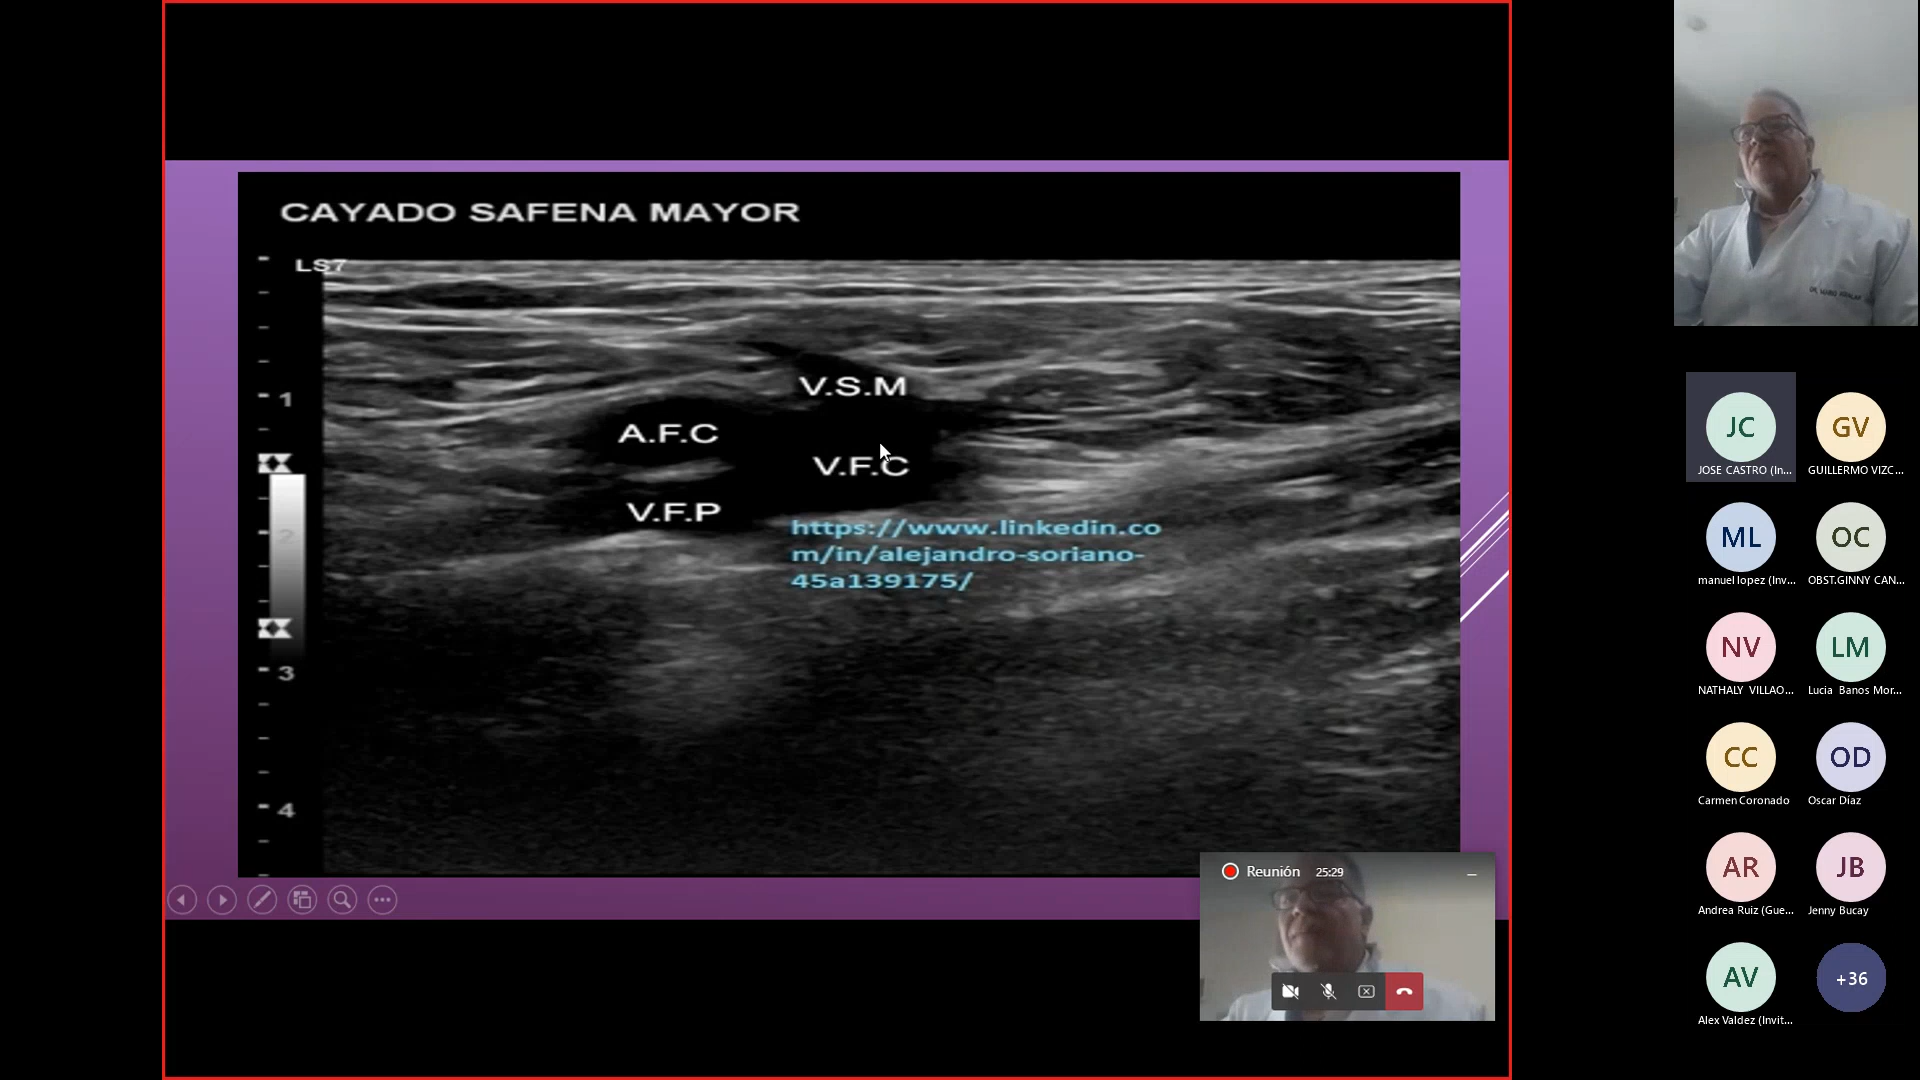 CAYADO SAFENA MAYOR
LS7
1
V.S.M
A.F.C
V.F.C
V.F.P
2
https://www.linkedin.co
m/in/alejandro-soriano-
45a139175/
3
4
Reunión 25:29
JC
JOSE CASTRO (In...
GV
GUILLERMO VIZC...
ML
manuel lopez (Inv...
OC
OBST.GINNY CAN...
NV
NATHALY VILLAO...
LM
Lucia Banos Mor...
CC
Carmen Coronado
OD
Oscar Díaz
AR
Andrea Ruiz (Gue...
JB
Jenny Bucay
AV
Alex Valdez (Invit...
+36